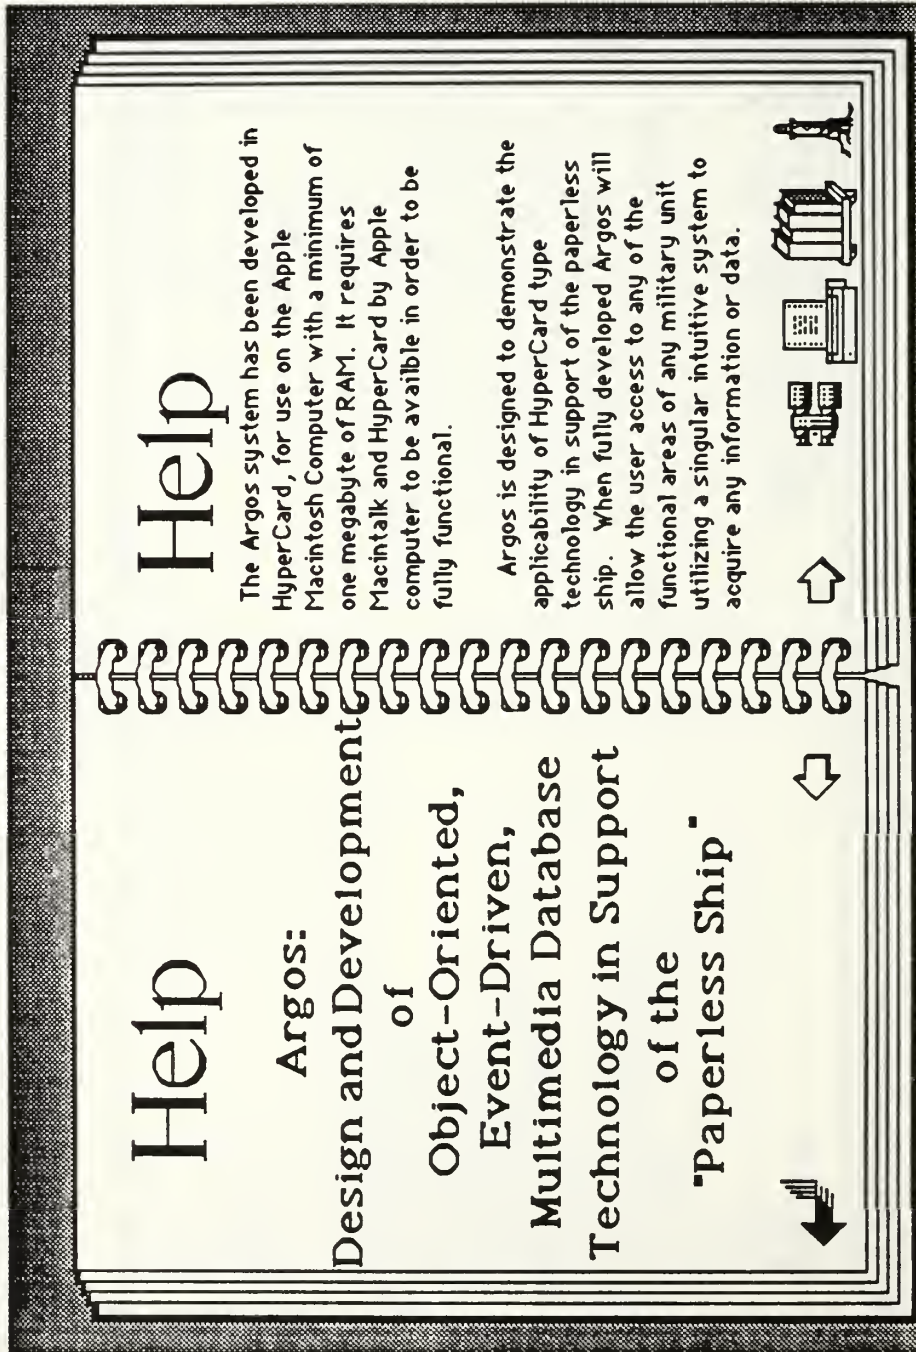 Help
Argos:
Design and Development
of
Object-Oriented,
Event-Driven,
Multimedia Database
Technology in Support
of the
"Paperless Ship"
Help
The Argos system has been developed in
HyperCard, for use on the Apple
Macintosh Computer with a minimum of
one megabyte of RAM. It requires
Macintalk and HyperCard by Apple
computer to be availble in order to be
fully functional.
Argos is designed to demonstrate the
applicability of HyperCard type
technology in support of the paperless
ship. When fully developed Argos will
allow the user access to any of the
functional areas of any military unit
utilizing a singular intuitive system to
acquire any information or data.